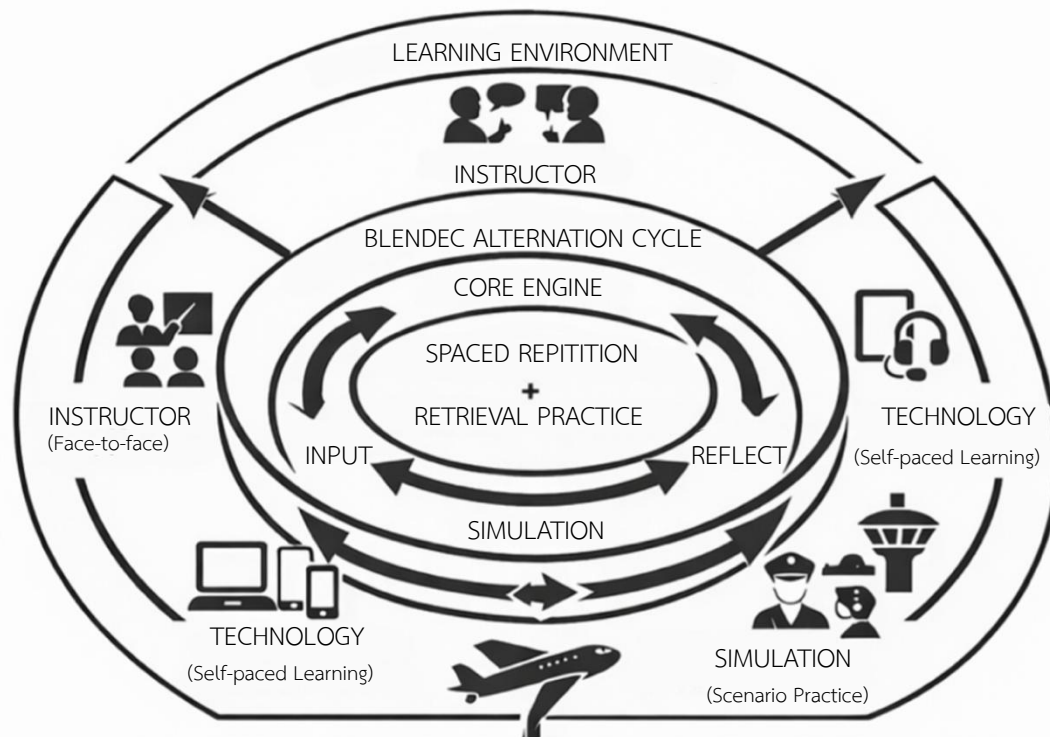 LEARNING ENVIRONMENT
INSTRUCTOR
BLENDEC ALTERNATION CYCLE
CORE ENGINE
SPACED REPITITION
+
RETRIEVAL PRACTICE
INPUT
REFLECT
SIMULATION
INSTRUCTOR
(Face-to-face)
TECHNOLOGY
(Self-paced Learning)
TECHNOLOGY
(Self-paced Learning)
SIMULATION
(Scenario Practice)